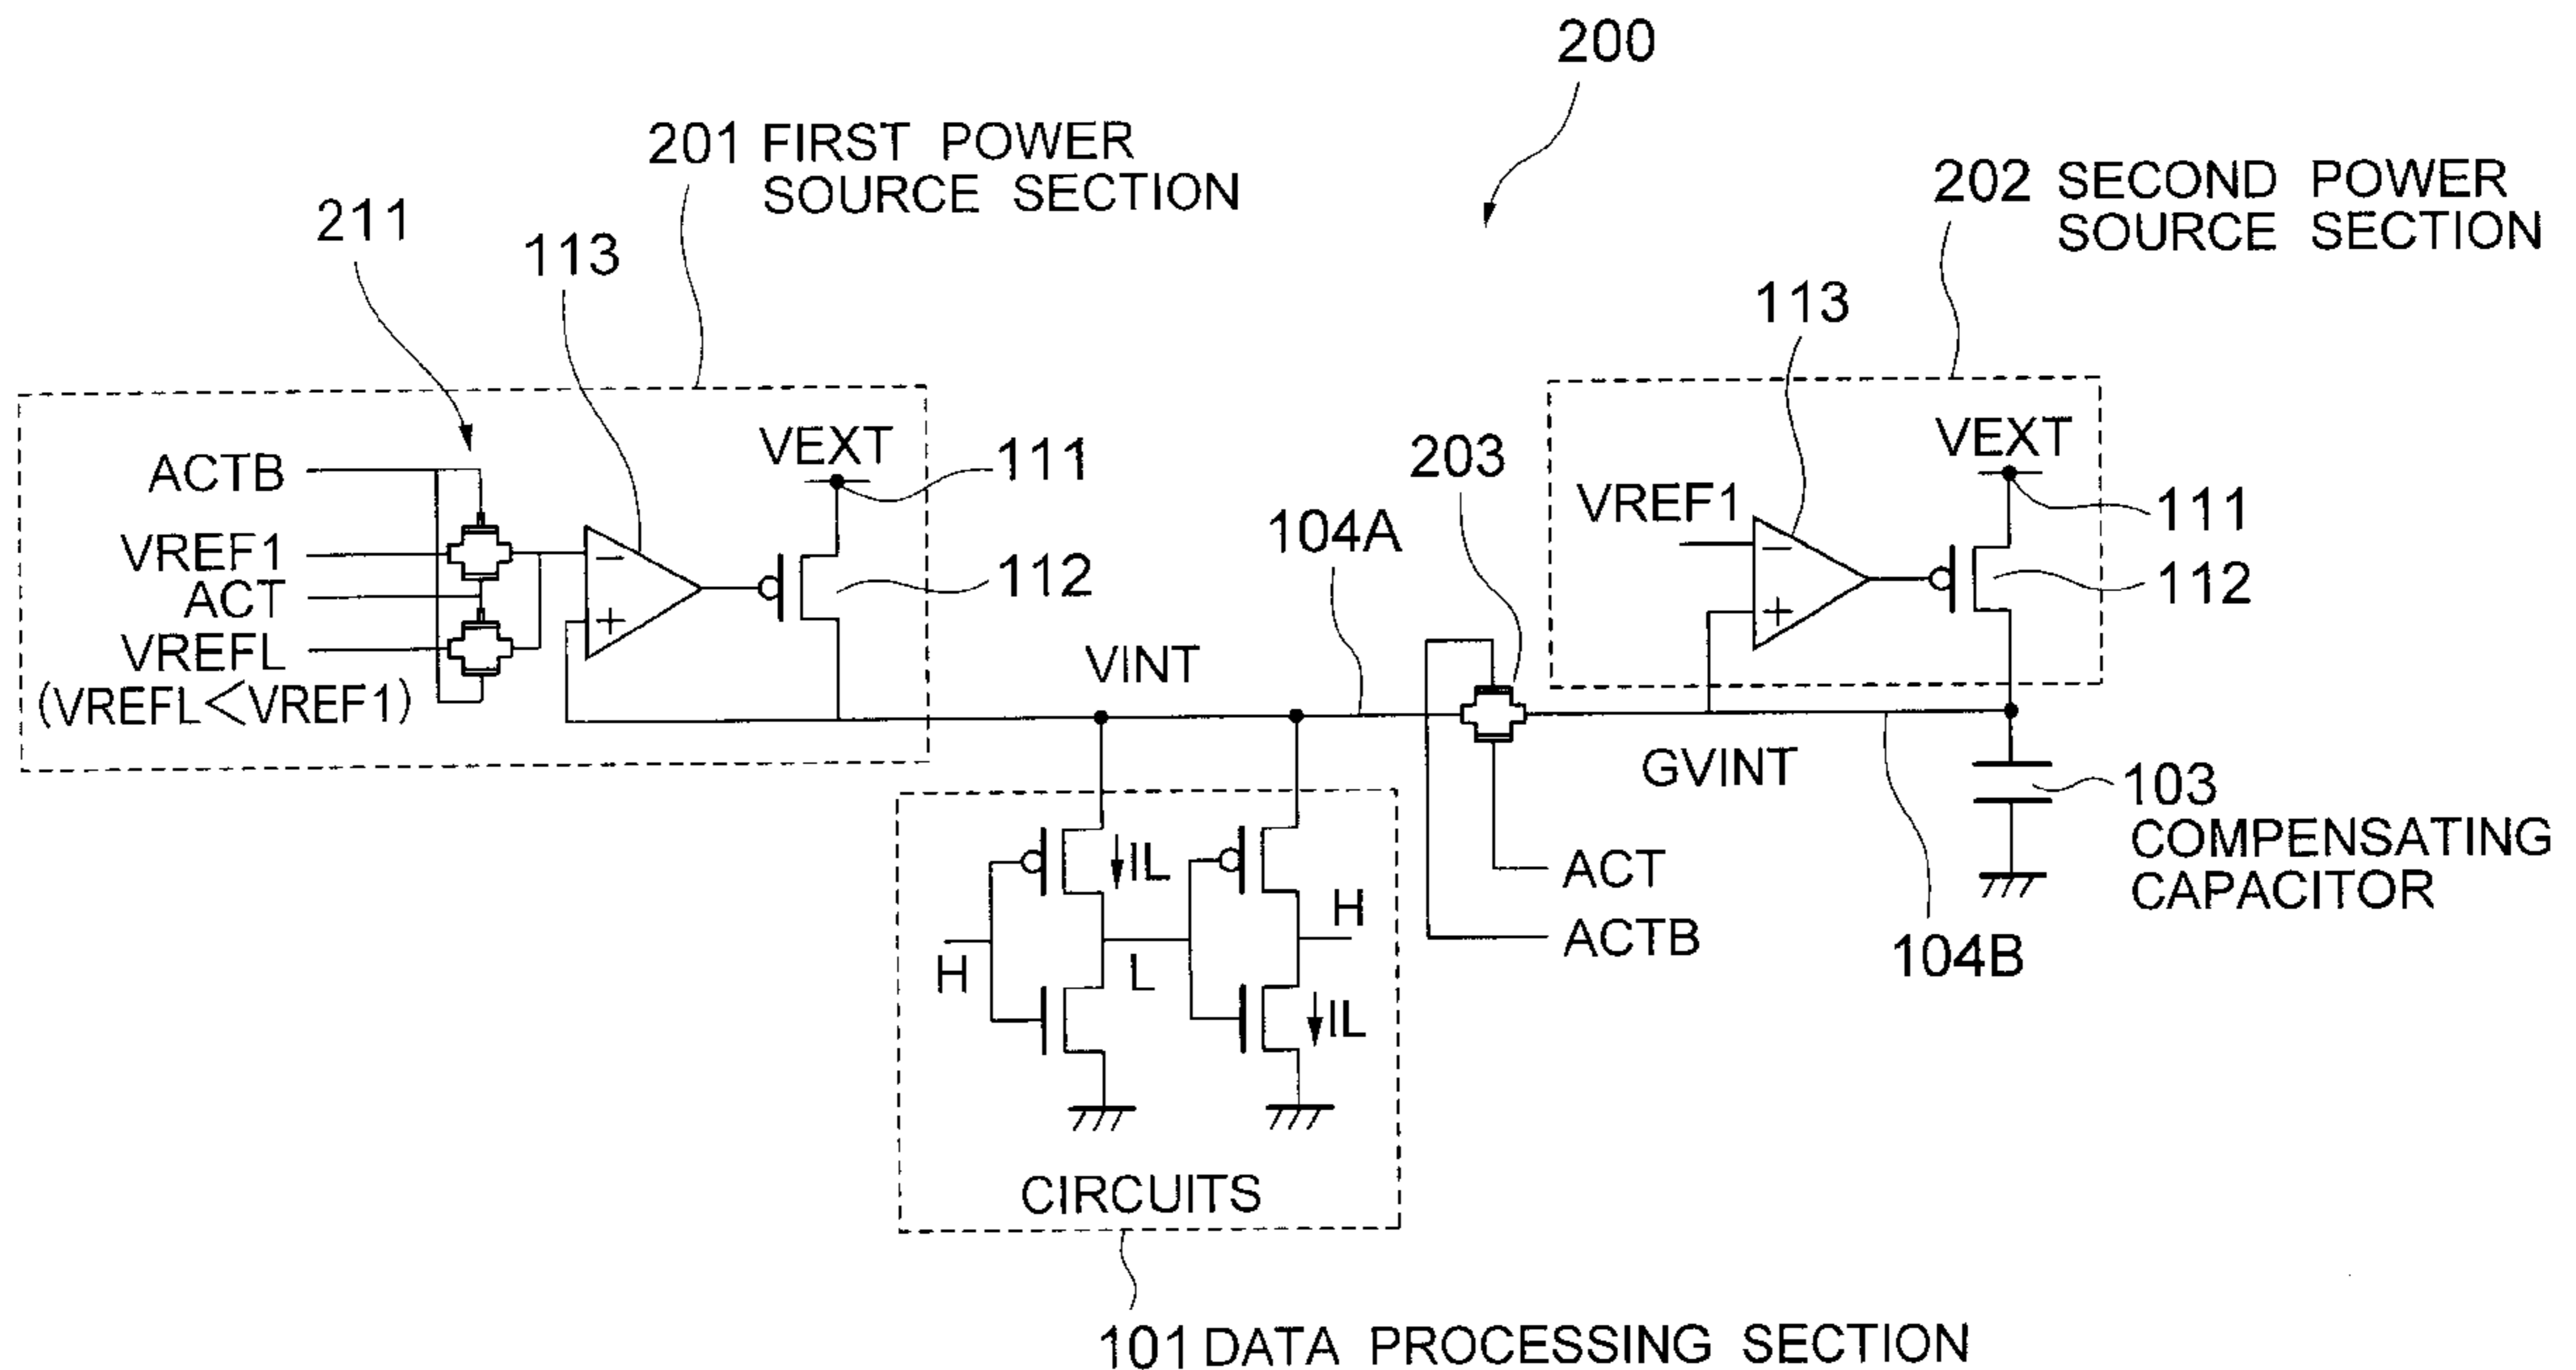 200
201 FIRST POWER
SOURCE SECTION
202 SECOND POWER
SOURCE SECTION
211
113
113
VEXT
111
112
ACTB
VREF1
ACT
VREFL
(VREFL<VREF1)
−
+
VINT
104A
203
VREF1
−
+
VEXT
111
112
GVINT
103
COMPENSATING
CAPACITOR
104B
ACT
ACTB
IL
H
L
H
IL
CIRCUITS
101 DATA PROCESSING SECTION